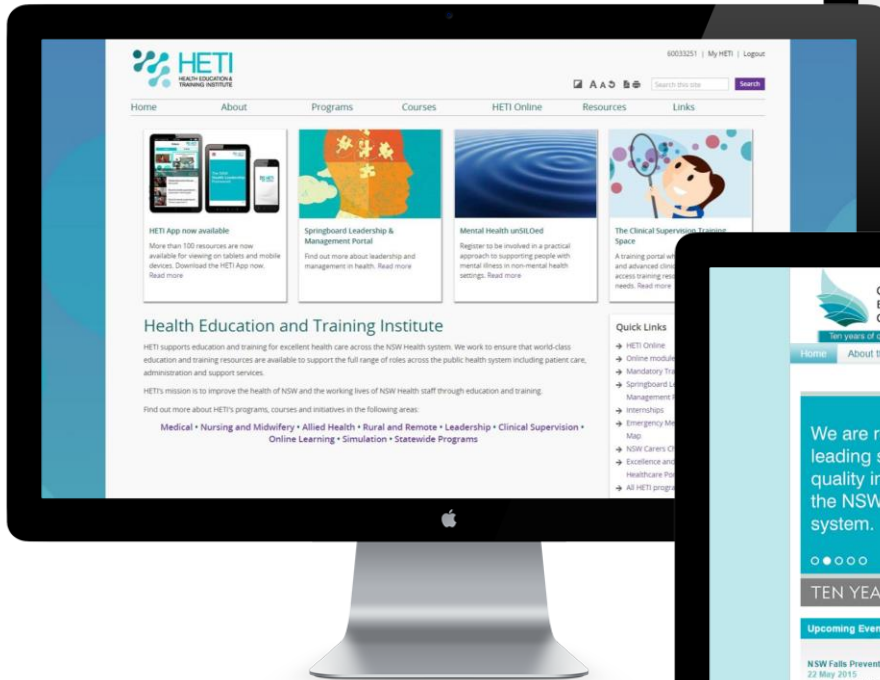 HETI
HEALTH EDUCATION &
TRAINING INSTITUTE
60033251 | My HETI | Logout
A A
Search this site
Search
Home About Programs Courses HETI Online Resources Links
HETI App now available
More than 100 resources are now
available for viewing on tablets and mobile
devices. Download the HETI App now.
Read more
Springboard Leadership &
Management Portal
Find out more about leadership and
management in health. Read more
Mental Health unSILOed
Register to be involved in a practical
approach to supporting people with
mental illness in non-mental health
settings. Read more
The Clinical Supervision Training
Space
A training portal
and advanced
access training
needs. Read more
Health Education and Training Institute
HETI supports education and training for excellent health care across the NSW Health system. We work to ensure that world-class
education and training resources are available to support the full range of roles across the public health system including patient care,
administration and support services.
HETI's mission is to improve the health of NSW and the working lives of NSW Health staff through education and training.
Find out more about HETI's programs, courses and initiatives in the following areas:
Medical • Nursing and Midwifery • Allied Health • Rural and Remote • Leadership • Clinical Supervision •
Online Learning • Simulation • Statewide Programs
Quick Links
→ HETI Online
→ Online module
→ Mandatory
→ Springboard
Management
→ Internships
→ Emergency
Map
→ NSW Carers
→ Excellence and
Healthcare
→ All HETI
Ten years of
Home About
We are
leading
quality
the NSW
system.
TEN
Upcoming
NSW Falls
22 May 2015